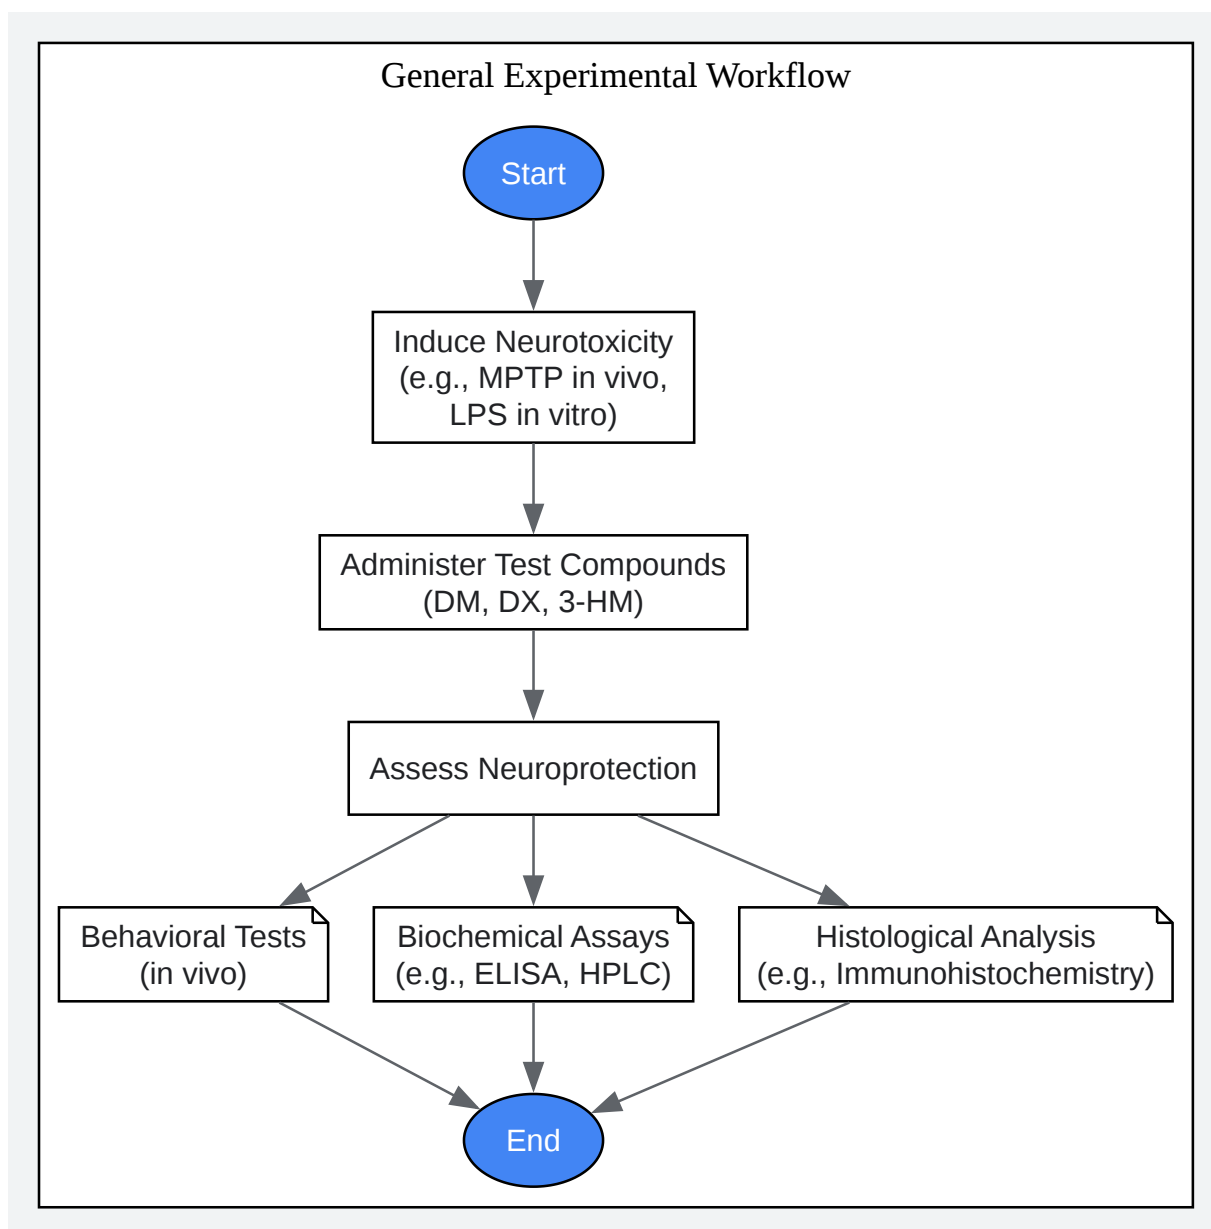 General Experimental Workflow
Start
Induce Neurotoxicity
(e.g., MPTP in vivo,
LPS in vitro)
Administer Test Compounds
(DM, DX, 3-HM)
Assess Neuroprotection
Behavioral Tests
(in vivo)
Biochemical Assays
(e.g., ELISA, HPLC)
Histological Analysis
(e.g., Immunohistochemistry)
End